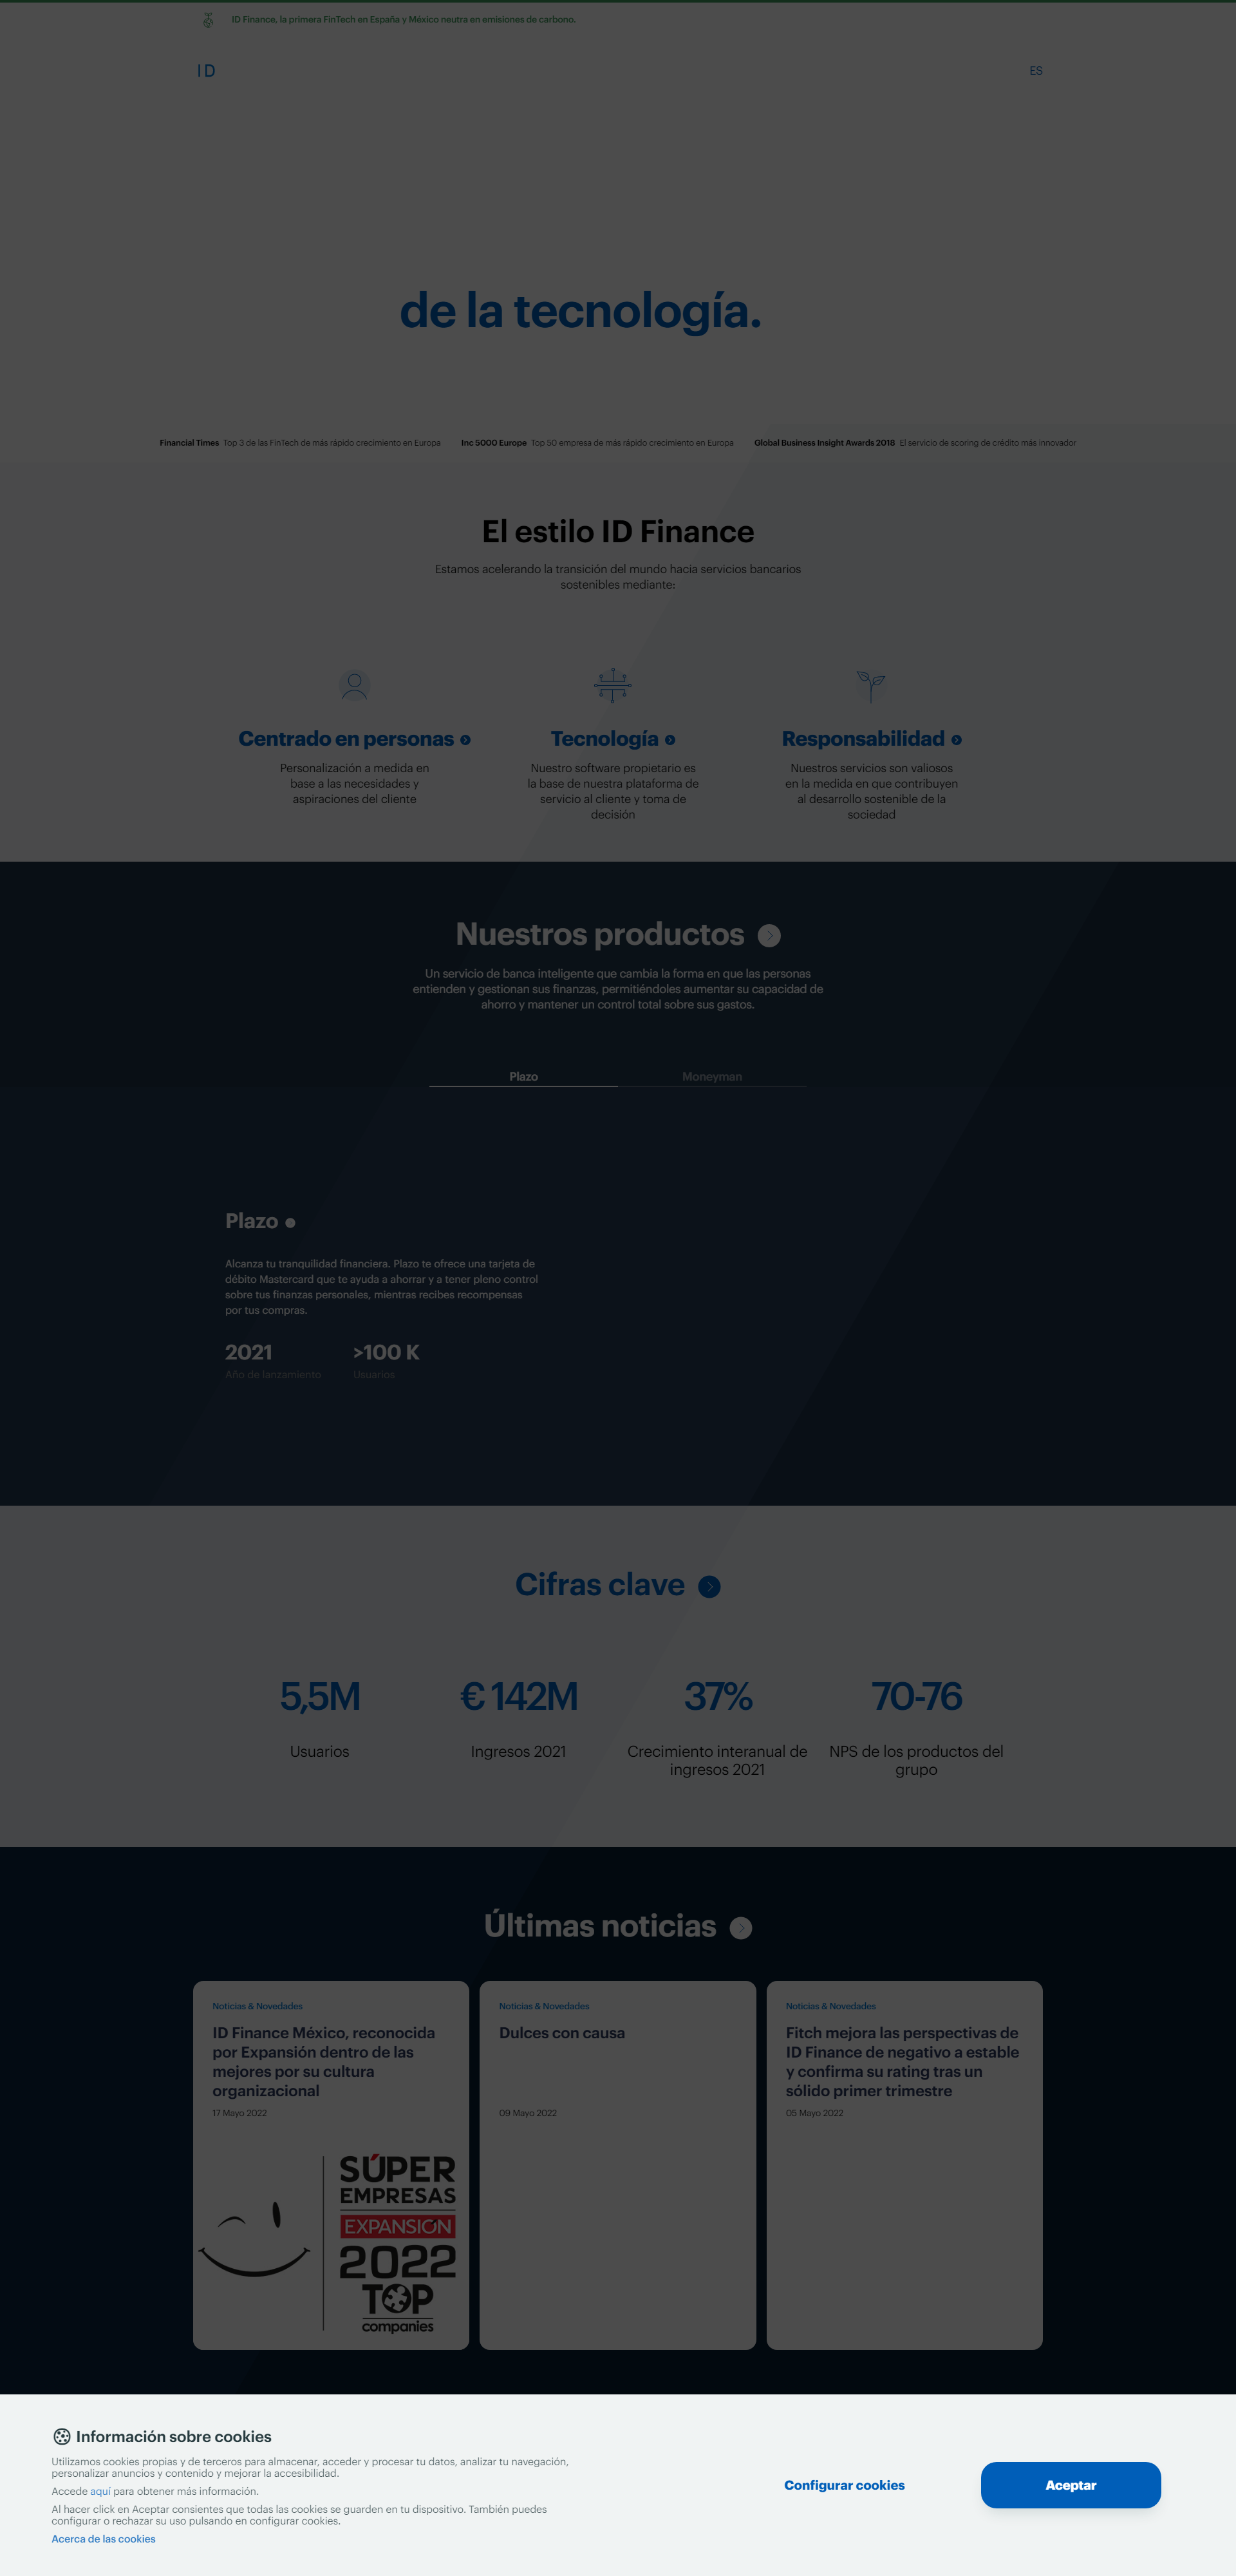 ID Finance, la primera FinTech en España y México neutra en emisiones de carbono.
ID
ES
de la tecnología.
Financial Times Top 3 de las FinTech de más rápido crecimiento en Europa
Inc 5000 Europe Top 50 empresa de más rápido crecimiento en Europa
Global Business Insight Awards 2018 El servicio de scoring de crédito más innovador
El estilo ID Finance
Estamos acelerando la transición del mundo hacia servicios bancarios
sostenibles mediante:
Centrado en personas
Personalización a medida en
base a las necesidades y
aspiraciones del cliente
Tecnología
Nuestro software propietario es
la base de nuestra plataforma de
servicio al cliente y toma de
decisión
Responsabilidad
Nuestros servicios son valiosos
en la medida en que contribuyen
al desarrollo sostenible de la
sociedad
Nuestros productos
Un servicio de banca inteligente que cambia la forma en que las personas
entienden y gestionan sus finanzas, permitiéndoles aumentar su capacidad de
ahorro y mantener un control total sobre sus gastos.
Plazo
Moneyman
Plazo
Alcanza tu tranquilidad financiera. Plazo te ofrece una tarjeta de
débito Mastercard que te ayuda a ahorrar y a tener pleno control
sobre tus finanzas personales, mientras recibes recompensas
por tus compras.
2021
Año de lanzamiento
>100 K
Usuarios
Cifras clave
5,5M
Usuarios
€ 142M
Ingresos 2021
37%
Crecimiento interanual de
ingresos 2021
70-76
NPS de los productos del
grupo
Últimas noticias
Noticias & Novedades
ID Finance México, reconocida
por Expansión dentro de las
mejores por su cultura
organizacional
17 Mayo 2022
SÚPER
EMPRESAS
EXPANSIÓN
2022
TOP
companies
Noticias & Novedades
Dulces con causa
09 Mayo 2022
Noticias & Novedades
Fitch mejora las perspectivas de
ID Finance de negativo a estable
y confirma su rating tras un
sólido primer trimestre
05 Mayo 2022
Información sobre cookies
Utilizamos cookies propias y de terceros para almacenar, acceder y procesar tu datos, analizar tu navegación,
personalizar anuncios y contenido y mejorar la accesibilidad.
Accede aquí para obtener más información.
Al hacer click en Aceptar consientes que todas las cookies se guarden en tu dispositivo. También puedes
configurar o rechazar su uso pulsando en configurar cookies.
Acerca de las cookies
Configurar cookies
Aceptar